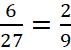 6/27 = 2/9